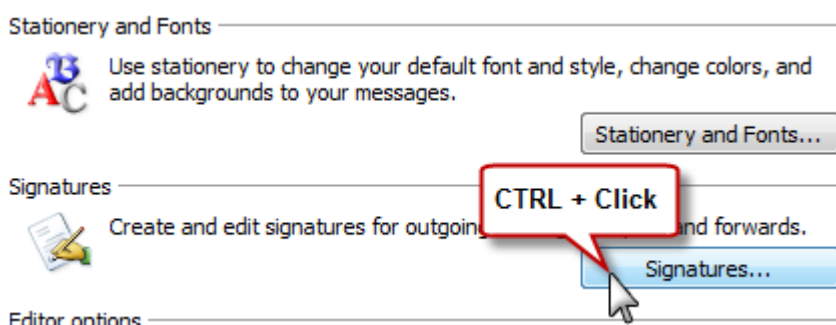 Stationery and Fonts
Use stationery to change your default font and style, change colors, and
add backgrounds to your messages.
Stationery and Fonts...
Signatures
CTRL + Click
Create and edit signatures for outgoing and forwards.
Signatures...
Editor options